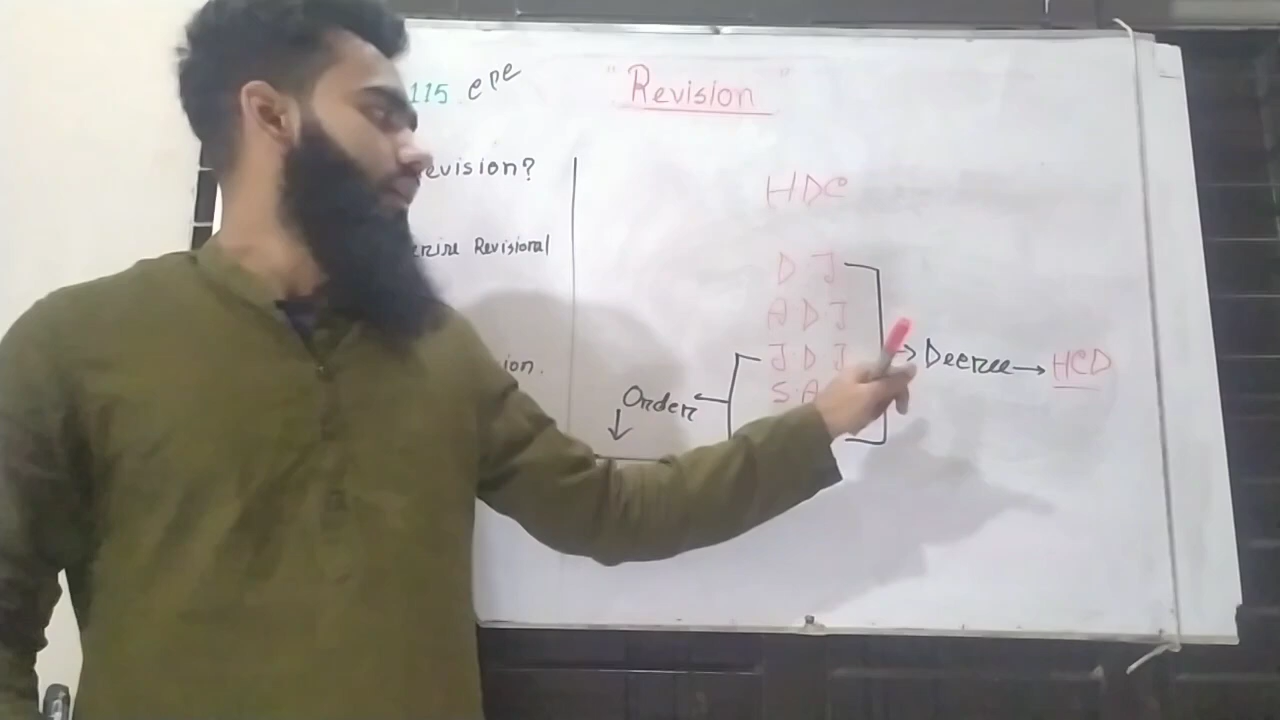 115 cpc
"Revision"
evision?
HDC
Revisional
D.J
A.D.J
J.D.J
S.A
ion.
Order
Decree
HCD